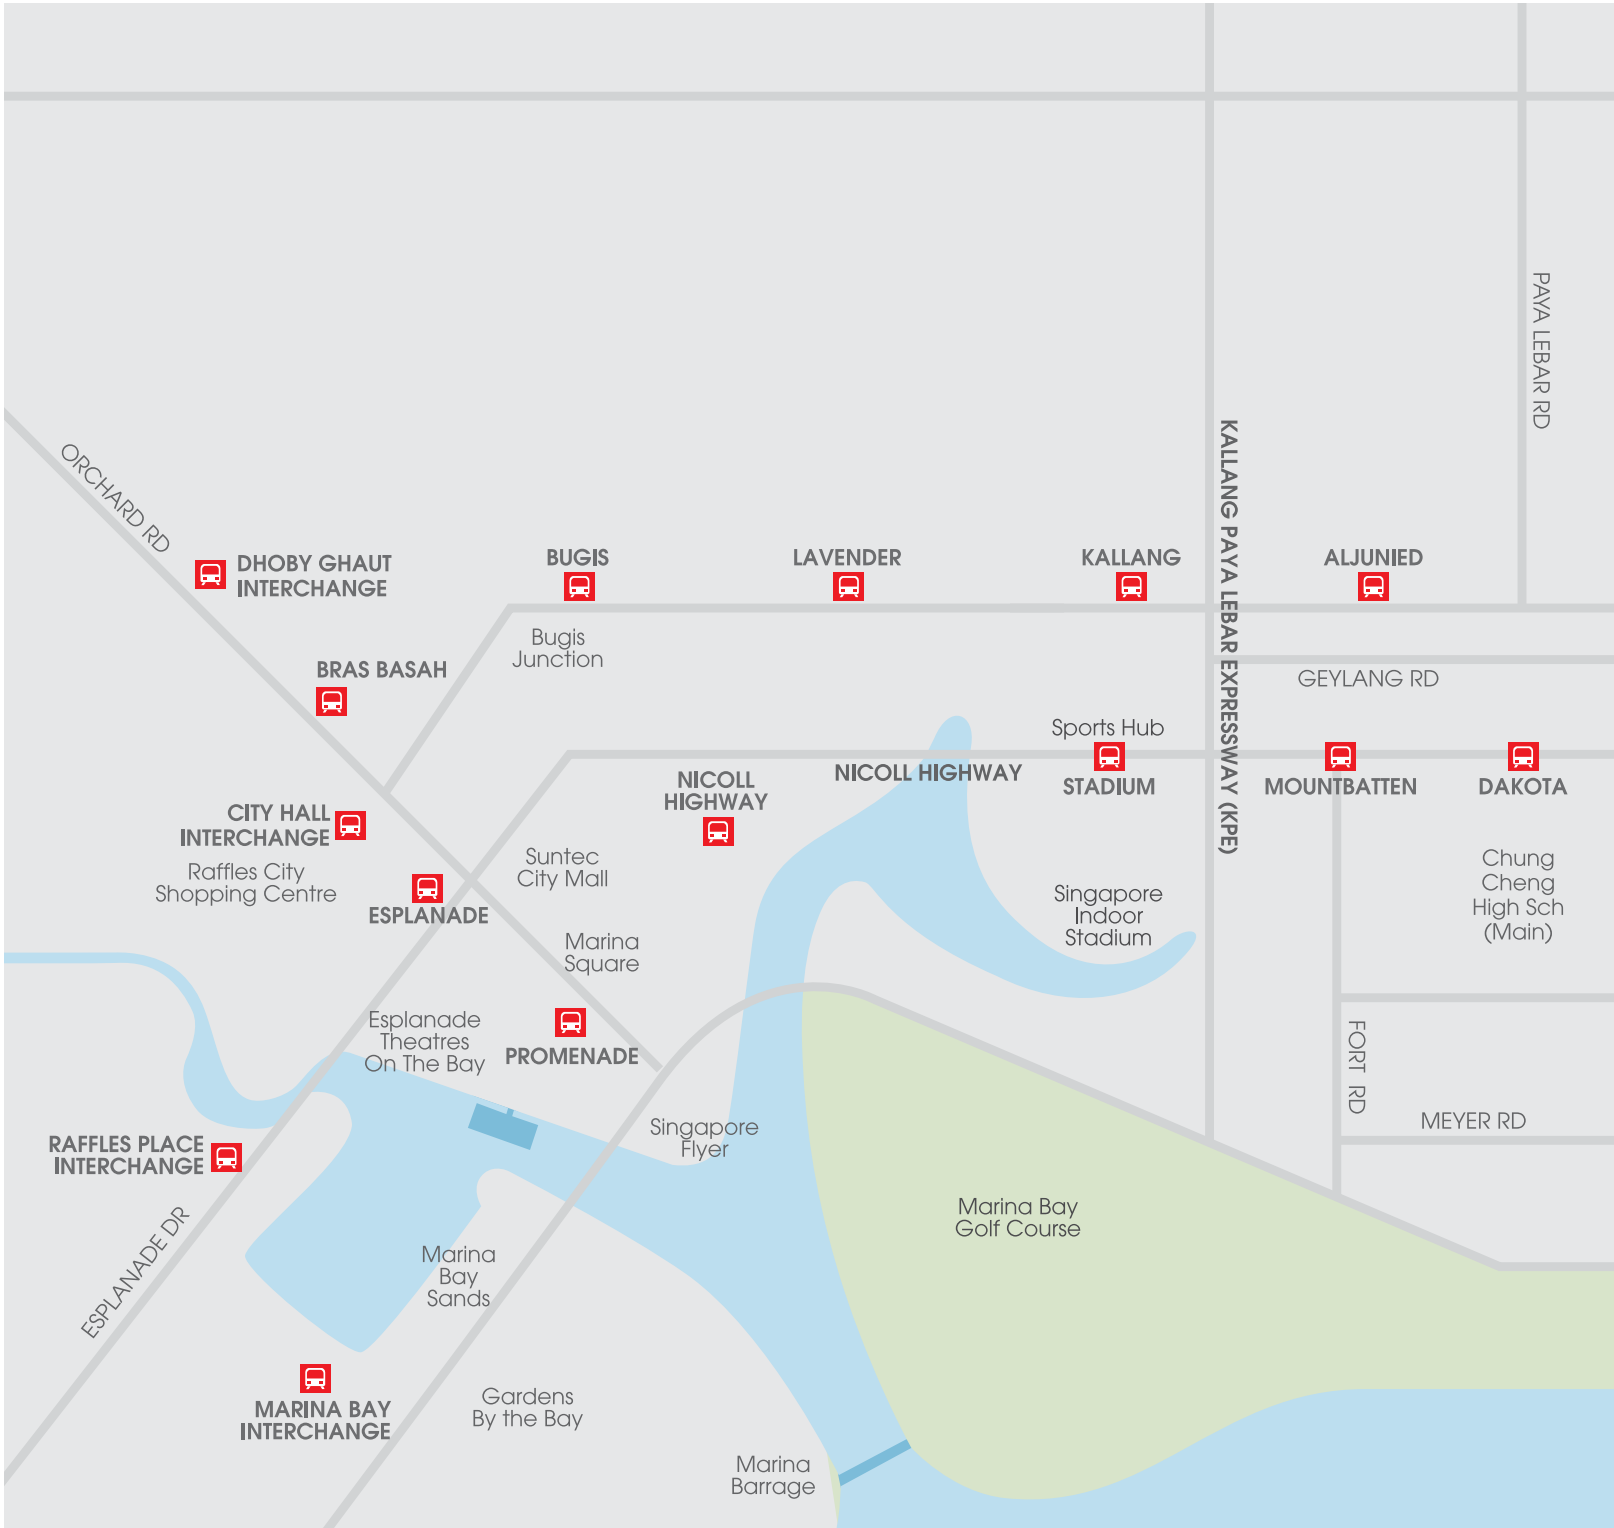 PAYA LEBAR RD
ORCHARD RD
KALLANG PAYA LEBAR EXPRESSWAY (KPE)
DHOBY GHAUT
INTERCHANGE
BUGIS
LAVENDER
KALLANG
ALJUNIED
Bugis
Junction
BRAS BASAH
GEYLANG RD
Sports Hub
NICOLL
HIGHWAY
NICOLL HIGHWAY
STADIUM
MOUNTBATTEN
DAKOTA
CITY HALL
INTERCHANGE
Raffles City
Shopping Centre
Suntec
City Mall
ESPLANADE
Singapore
Indoor
Stadium
Chung
Cheng
High Sch
(Main)
Marina
Square
Esplanade
Theatres
On The Bay
PROMENADE
FORT RD
MEYER RD
Singapore
Flyer
RAFFLES PLACE
INTERCHANGE
ESPLANADE DR
Marina Bay
Golf Course
Marina
Bay
Sands
MARINA BAY
INTERCHANGE
Gardens
By the Bay
Marina
Barrage